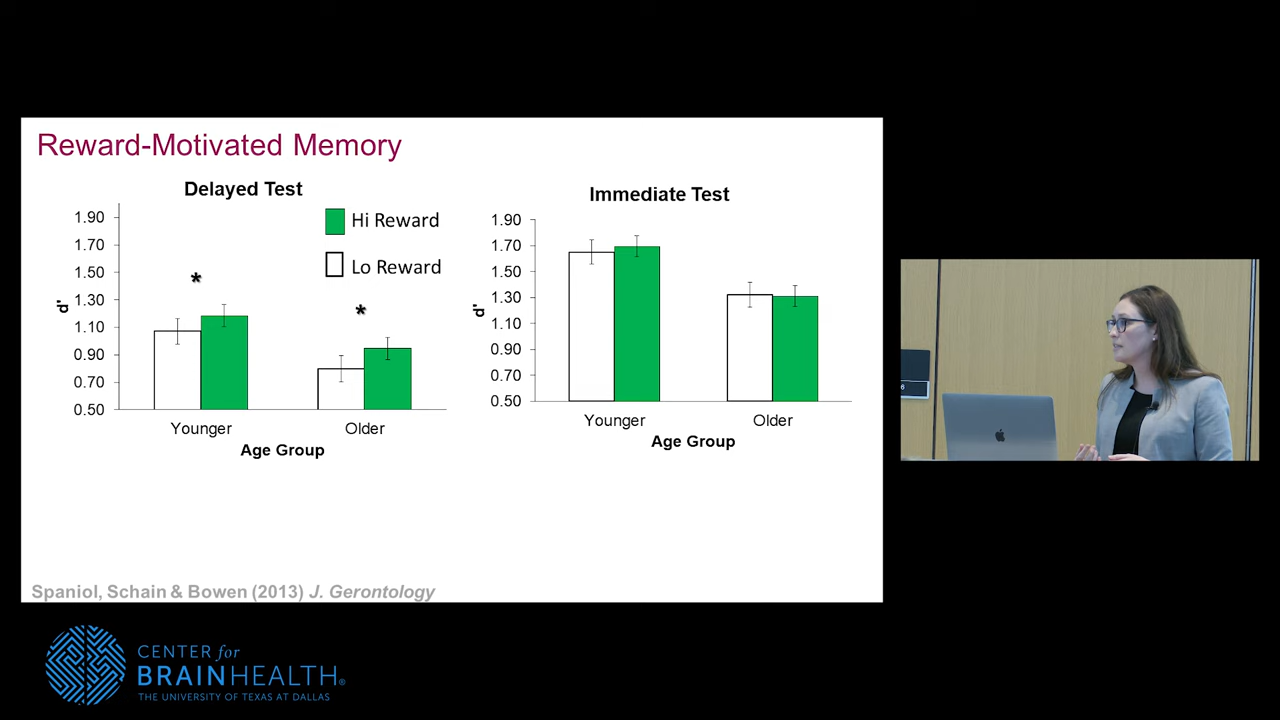 Reward-Motivated Memory
Delayed Test
Hi Reward
Lo Reward
1.90
1.70
1.50
1.30
1.10
0.90
0.70
0.50
d'
*
*
Younger
Older
Age Group
Immediate Test
1.90
1.70
1.50
1.30
1.10
0.90
0.70
0.50
d'
Younger
Older
Age Group
Spaniol, Schain & Bowen (2013) J. Gerontology
6
CENTER for
BRAINHEALTH®
THE UNIVERSITY OF TEXAS AT DALLAS